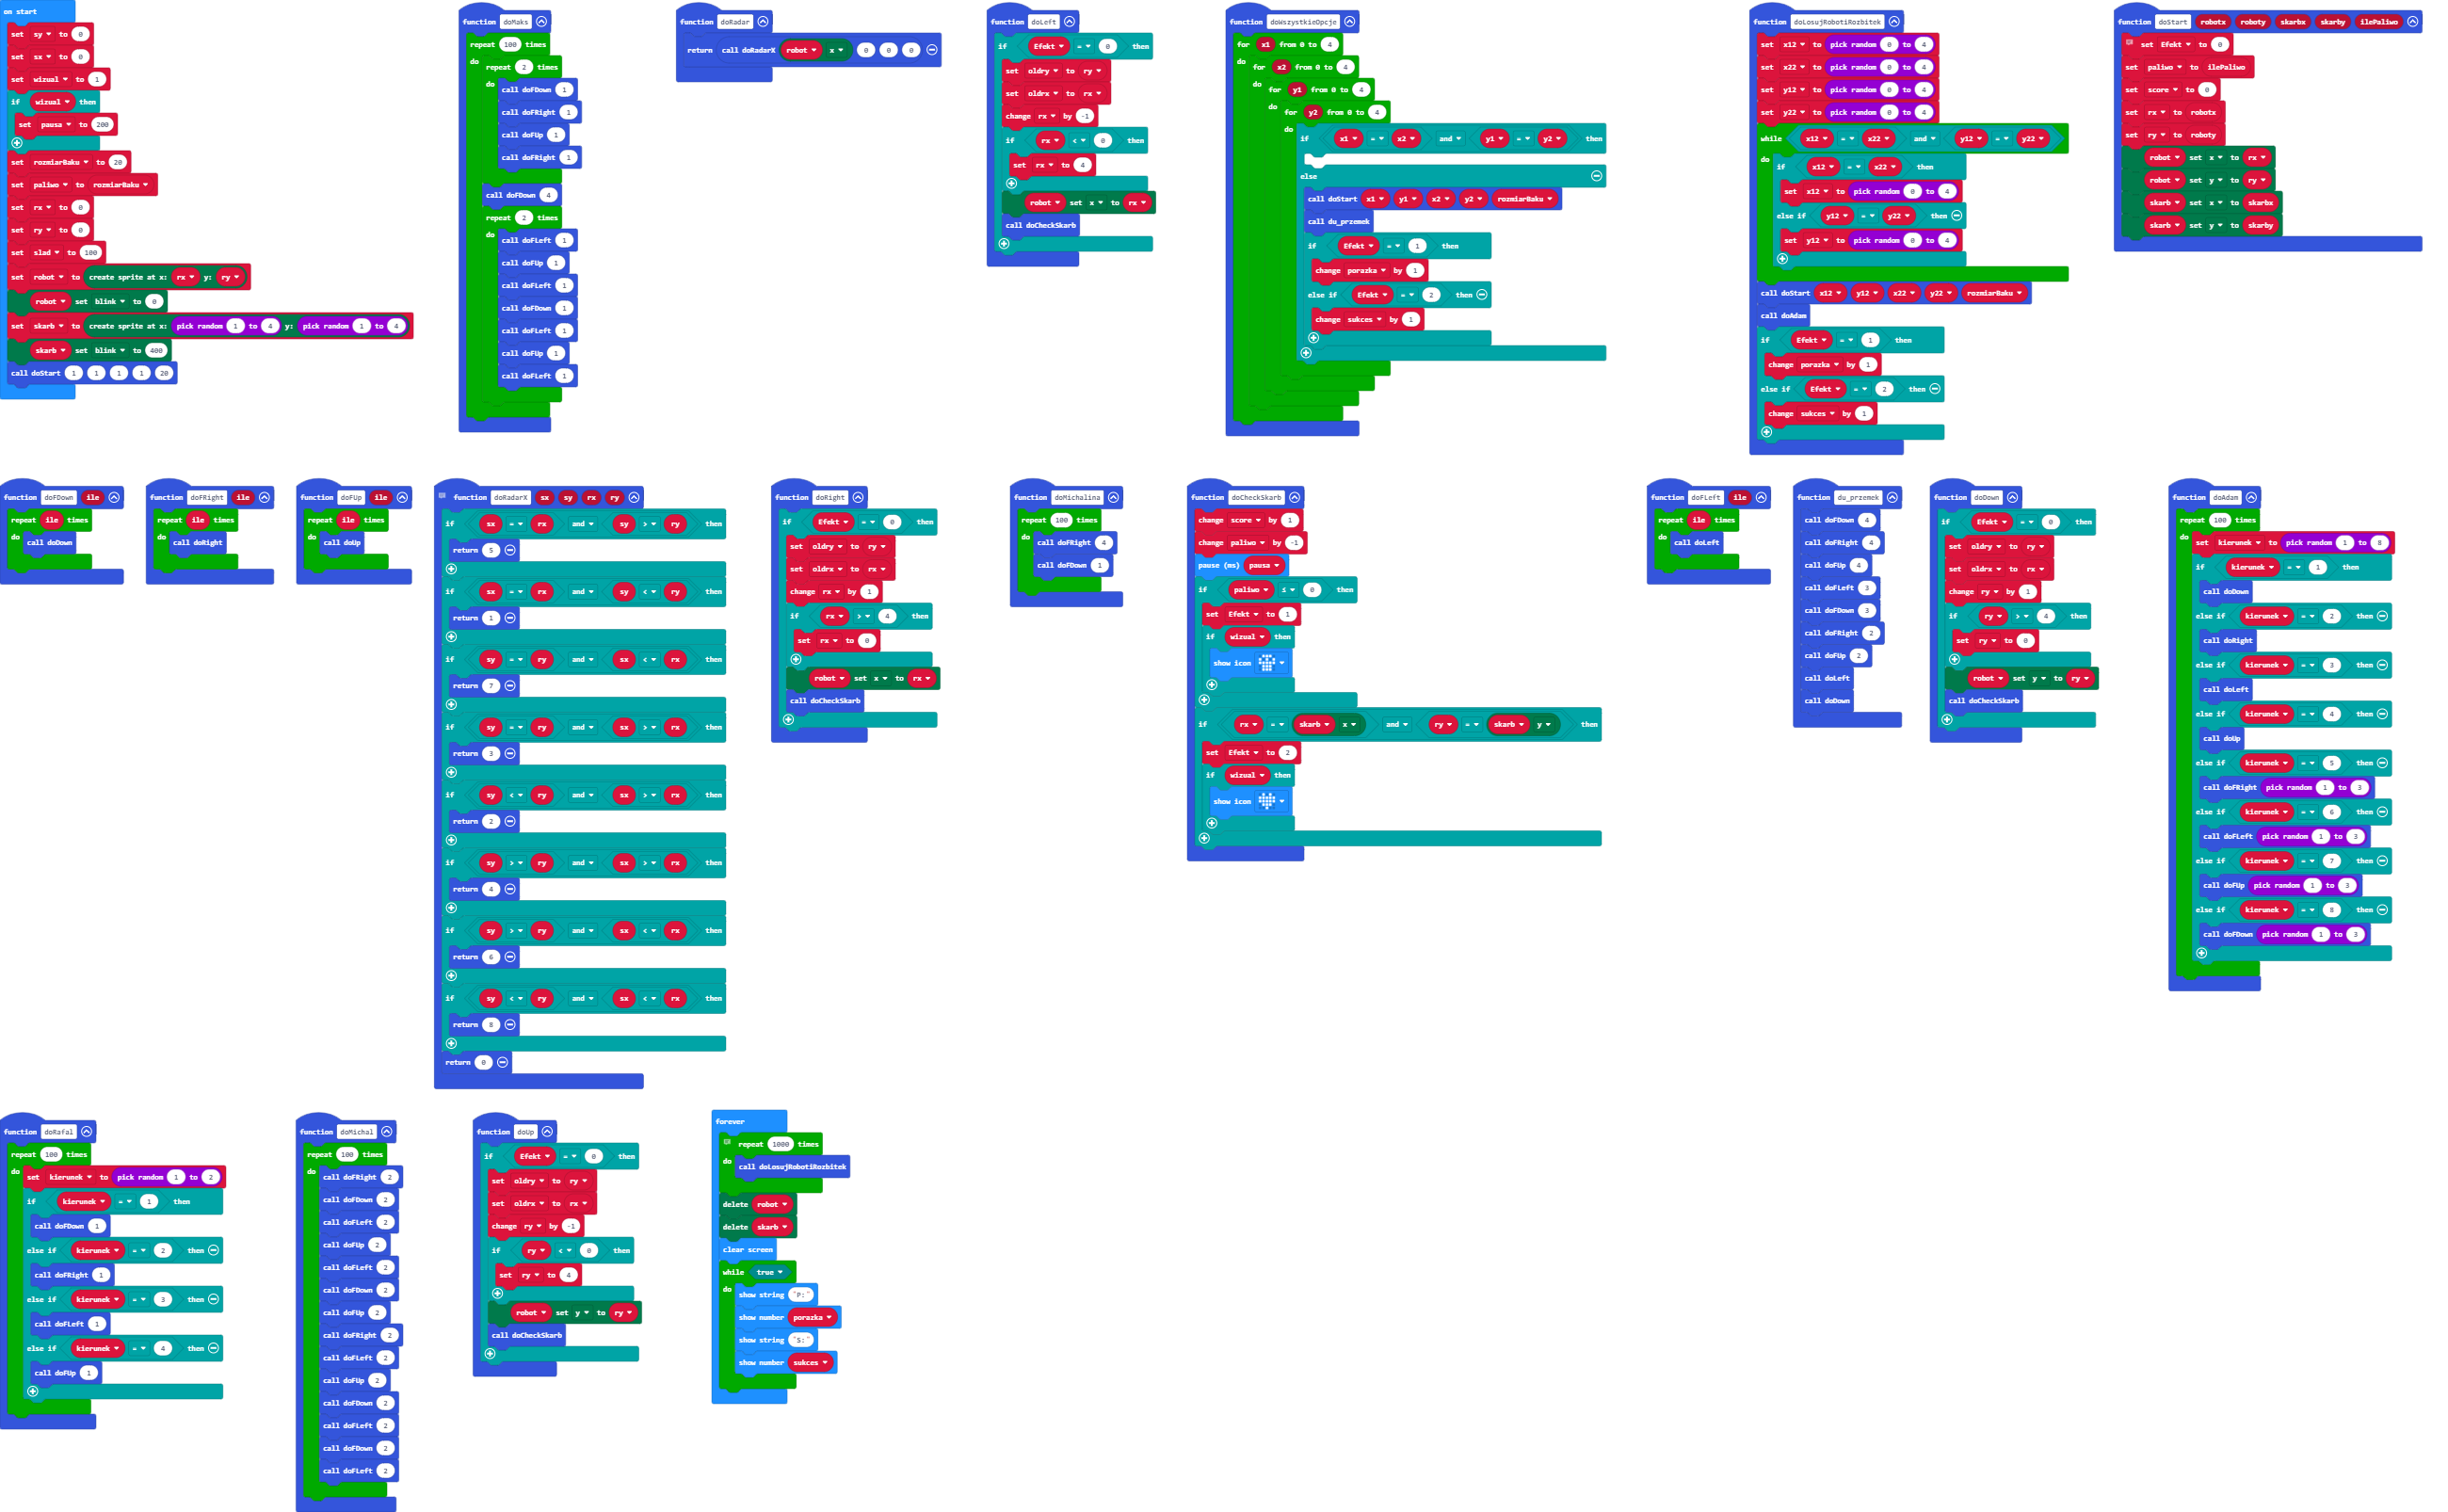 on start
set sy to 0
set sx to 0
set wizual to 1
if wizual then
set pausa to 200
set rozmiarBaku to 20
set paliwo to rozmiarBaku
set rx to 0
set ry to 0
set slad to 100
set robot to create sprite at x: rx y: ry
robot set blink to 0
set skarb to create sprite at x: pick random 1 to 4 y: pick random 1 to 4
skarb set blink to 400
call doStart 1 1 1 1 20
function doMaks
repeat 100 times
do
repeat 2 times
do
call doFDown 1
call doFRight 1
call doFUp 1
call doFRight 1
call doFDown 4
repeat 2 times
do
call doFLeft 1
call doFUp 1
call doFLeft 1
call doFDown 1
call doFLeft 1
call doFUp 1
call doFLeft 1
function doRadar
return call doRadarX robot x 0 0 0
function doLeft
if Efekt = 0 then
set oldry to ry
set oldrx to rx
change rx by -1
if rx < 0 then
set rx to 4
robot set x to rx
call doCheckSkarb
function doWszystkieOpcje
for x1 from 0 to 4
do
for x2 from 0 to 4
do
for y1 from 0 to 4
do
for y2 from 0 to 4
do
if x1 = x2 and y1 = y2 then
else
call doStart x1 y1 x2 y2 rozmiarBaku
call du_przemek
if Efekt = 1 then
change porazka by 1
else if Efekt = 2 then
change sukces by 1
function doLosujRobotiRozbitek
set x12 to pick random 0 to 4
set x22 to pick random 0 to 4
set y12 to pick random 0 to 4
set y22 to pick random 0 to 4
while x12 = x22 and y12 = y22
do
if x12 = x22 then
set x12 to pick random 0 to 4
else if y12 = y22 then
set y12 to pick random 0 to 4
call doStart x12 y12 x22 y22 rozmiarBaku
call doAdam
if Efekt = 1 then
change porazka by 1
else if Efekt = 2 then
change sukces by 1
function doStart robotx roboty skarbx skarby ilePaliwo
set Efekt to 0
set paliwo to ilePaliwo
set score to 0
set rx to robotx
set ry to roboty
robot set x to rx
robot set y to ry
skarb set x to skarbx
skarb set y to skarby
function doFDown ile
repeat ile times
do
call doDown
function doFRight ile
repeat ile times
do
call doRight
function doFUp ile
repeat ile times
do
call doUp
function doRadarX sx sy rx ry
if sx = rx and sy > ry then
return 5
if sx = rx and sy < ry then
return 1
if sy = ry and sx < rx then
return 7
if sy = ry and sx > rx then
return 3
if sy < ry and sx > rx then
return 2
if sy > ry and sx > rx then
return 4
if sy > ry and sx < rx then
return 6
if sy < ry and sx < rx then
return 8
return 0
function doRight
if Efekt = 0 then
set oldry to ry
set oldrx to rx
change rx by 1
if rx > 4 then
set rx to 0
robot set x to rx
call doCheckSkarb
function doMichalina
repeat 100 times
do
call doFRight 4
call doFDown 1
function doCheckSkarb
change score by 1
change paliwo by -1
pause (ms) pausa
if paliwo ≤ 0 then
set Efekt to 1
if wizual then
show icon
if rx = skarb x and ry = skarb y then
set Efekt to 2
if wizual then
show icon
function doFLeft ile
repeat ile times
do
call doLeft
function du_przemek
call doFDown 4
call doFRight 4
call doFUp 4
call doFLeft 3
call doFDown 3
call doFRight 2
call doFUp 2
call doLeft
call doDown
function doDown
if Efekt = 0 then
set oldry to ry
set oldrx to rx
change ry by 1
if ry > 4 then
set ry to 0
robot set y to ry
call doCheckSkarb
function doAdam
repeat 100 times
do
set kierunek to pick random 1 to 8
if kierunek = 1 then
call doDown
else if kierunek = 2 then
call doRight
else if kierunek = 3 then
call doLeft
else if kierunek = 4 then
call doUp
else if kierunek = 5 then
call doFRight pick random 1 to 3
else if kierunek = 6 then
call doFLeft pick random 1 to 3
else if kierunek = 7 then
call doFUp pick random 1 to 3
else if kierunek = 8 then
call doFDown pick random 1 to 3
function doRafal
repeat 100 times
do
set kierunek to pick random 1 to 2
if kierunek = 1 then
call doFDown 1
else if kierunek = 2 then
call doFRight 1
else if kierunek = 3 then
call doFLeft 1
else if kierunek = 4 then
call doFUp 1
function doMichal
repeat 100 times
do
call doFRight 2
call doFDown 2
call doFLeft 2
call doFUp 2
call doFLeft 2
call doFDown 2
call doFUp 2
call doFRight 2
call doFLeft 2
call doFUp 2
call doFDown 2
call doFLeft 2
call doFDown 2
call doFLeft 2
function doUp
if Efekt = 0 then
set oldry to ry
set oldrx to rx
change ry by -1
if ry < 0 then
set ry to 4
robot set y to ry
call doCheckSkarb
forever
repeat 1000 times
do
call doLosujRobotiRozbitek
delete robot
delete skarb
clear screen
while true
do
show string "P:"
show number porazka
show string "S:"
show number sukces